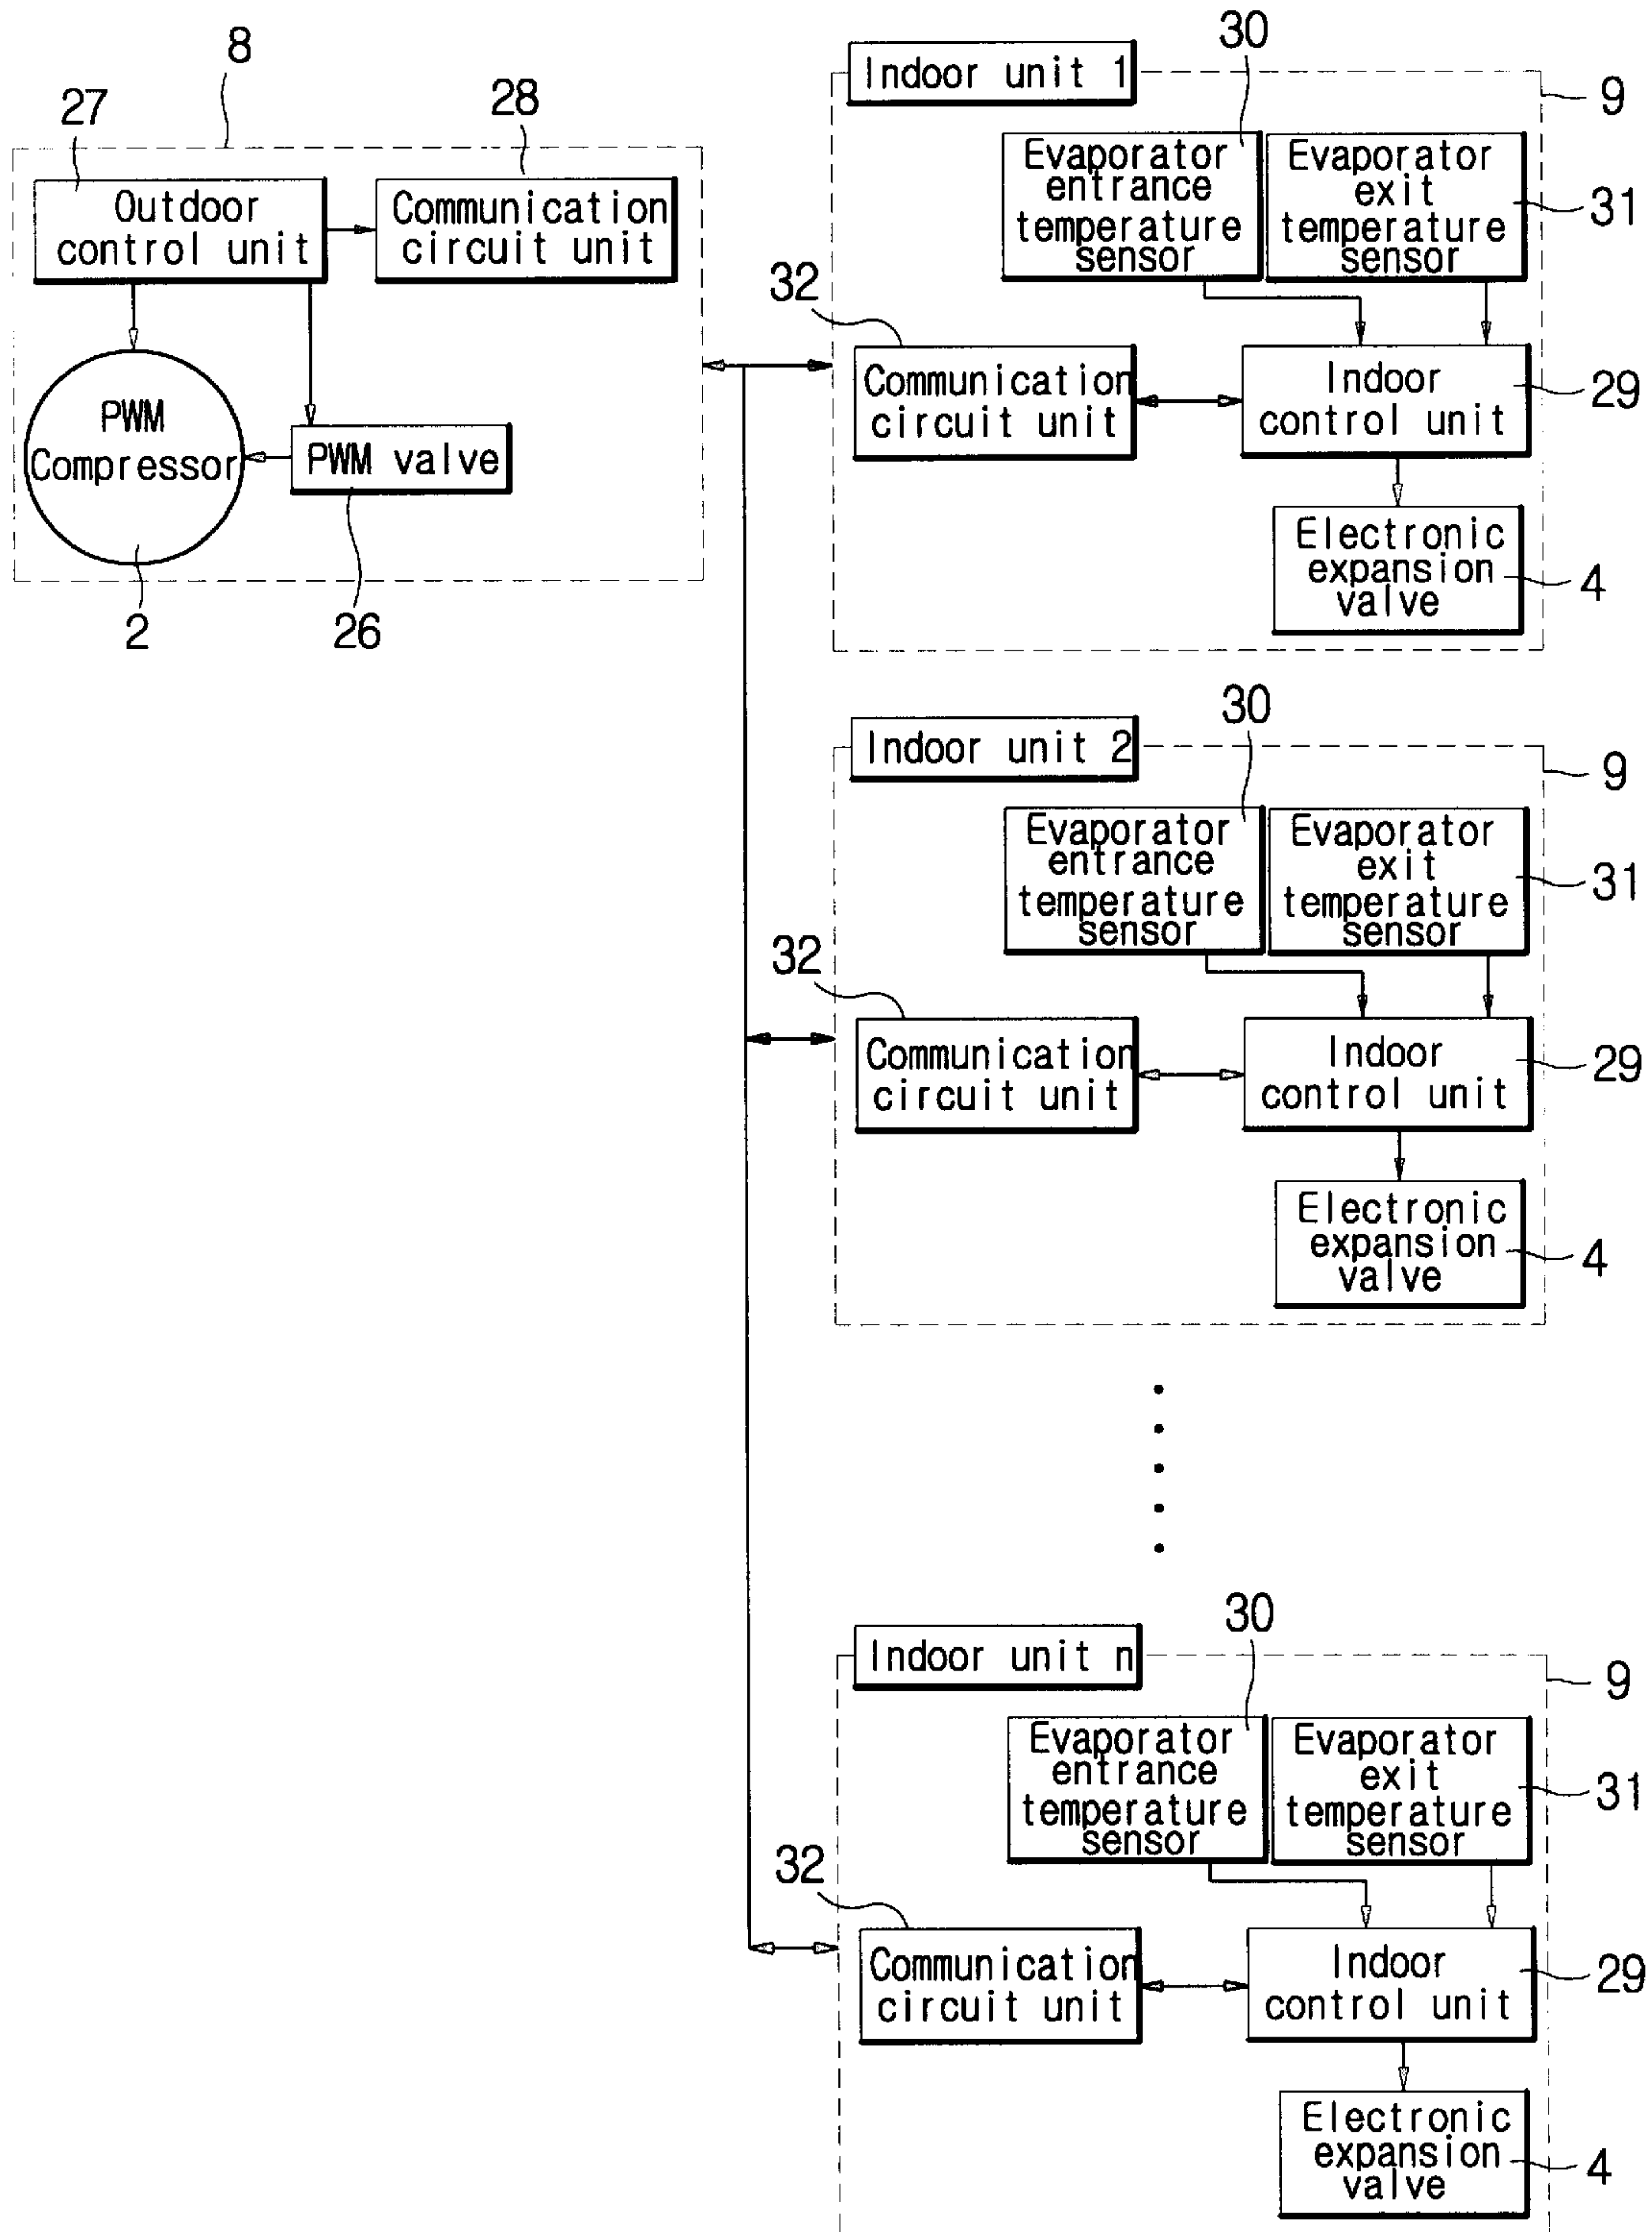 8
27
28
Outdoor
control unit
Communication
circuit unit
PWM
Compressor
PWM valve
2
26
Indoor unit 1
30
9
Evaporator
entrance
temperature
sensor
Evaporator
exit
temperature
sensor
31
32
Communication
circuit unit
Indoor
control unit
29
Electronic
expansion
valve
4
Indoor unit 2
30
9
Evaporator
entrance
temperature
sensor
Evaporator
exit
temperature
sensor
31
32
Communication
circuit unit
Indoor
control unit
29
Electronic
expansion
valve
4
Indoor unit n
30
9
Evaporator
entrance
temperature
sensor
Evaporator
exit
temperature
sensor
31
32
Communication
circuit unit
Indoor
control unit
29
Electronic
expansion
valve
4